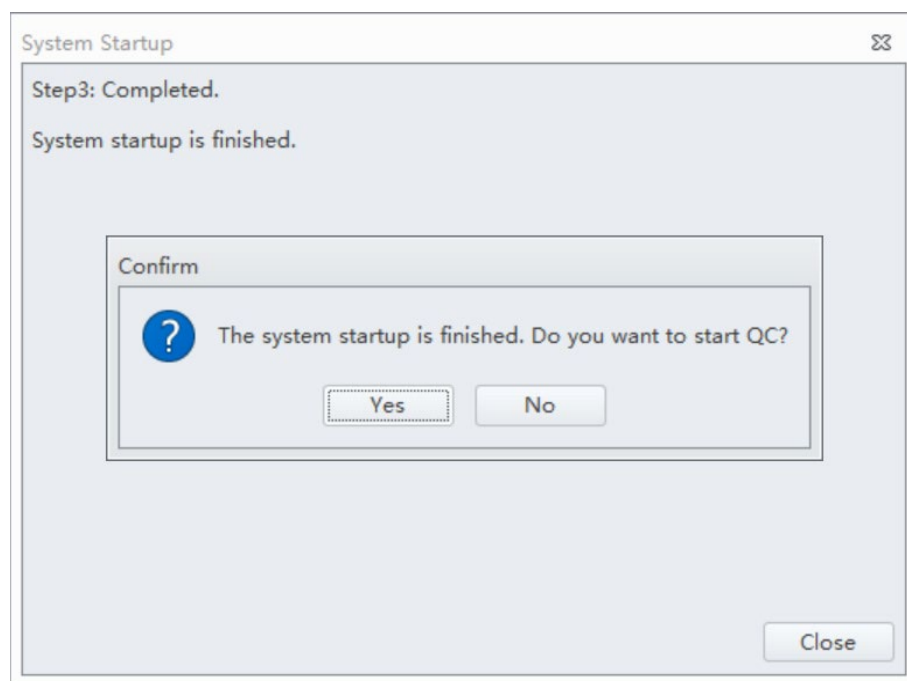 System Startup
Step3: Completed.
System startup is finished.
Confirm
The system startup is finished. Do you want to start QC?
Yes No
Close